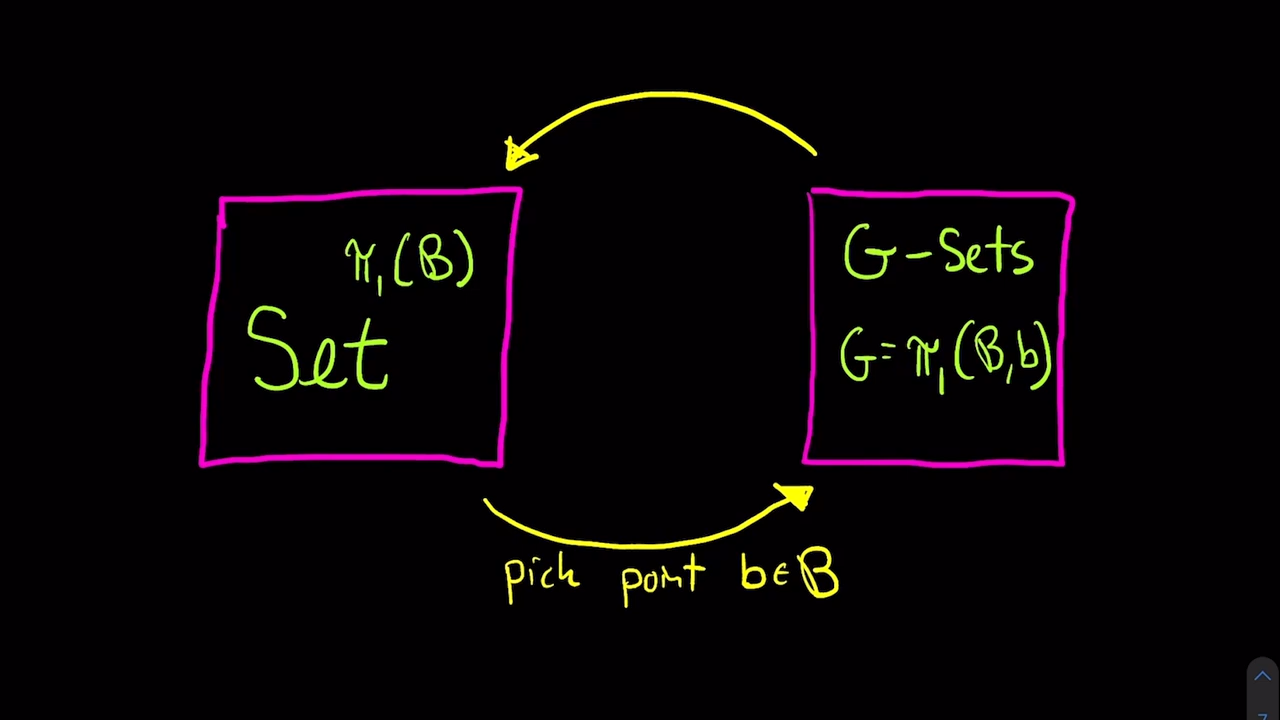 π₁(B)
Set
G-Sets
G=π₁(B,b)
pick point b∈B